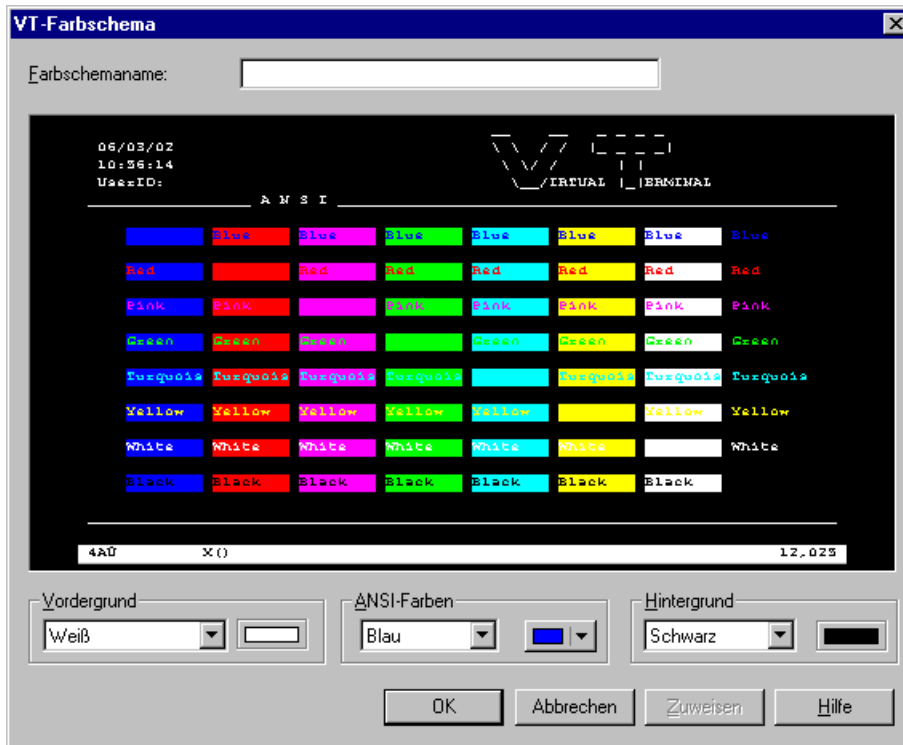 VT-Farbschema
Farbschemaname:
06/03/02
10:56:14
UserID:
VT
IRTUAL ERMINAL
A N S I
Blue Blue Blue Blue Blue Blue Blue
Red Red Red Red Red Red Red
Pink Pink Pink Pink Pink Pink Pink
Green Green Green Green Green Green Green
Turquois Turquois Turquois Turquois Turquois Turquois Turquois
Yellow Yellow Yellow Yellow Yellow Yellow Yellow
White White White White White White White
Black Black Black Black Black Black Black
4AÛ X() 12,025
Vordergrund ANSI-Farben Hintergrund
Weiß Blau Schwarz
OK Abbrechen Zuweisen Hilfe